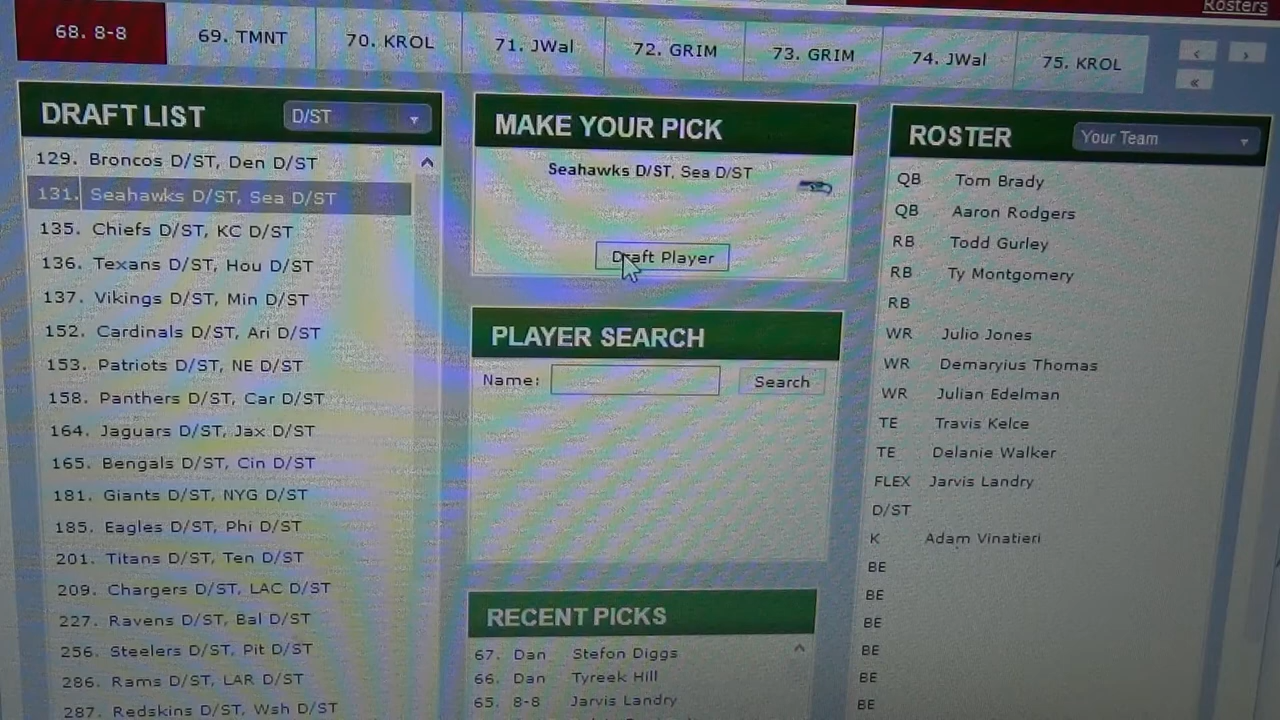 Rosters
68. 8-8
69. TMNT
70. KROL
71. JWal
72. GRIM
73. GRIM
74. JWal
75. KROL
‹
›
«
DRAFT LIST
D/ST
129. Broncos D/ST, Den D/ST
131. Seahawks D/ST, Sea D/ST
135. Chiefs D/ST, KC D/ST
136. Texans D/ST, Hou D/ST
137. Vikings D/ST, Min D/ST
152. Cardinals D/ST, Ari D/ST
153. Patriots D/ST, NE D/ST
158. Panthers D/ST, Car D/ST
164. Jaguars D/ST, Jax D/ST
165. Bengals D/ST, Cin D/ST
181. Giants D/ST, NYG D/ST
185. Eagles D/ST, Phi D/ST
201. Titans D/ST, Ten D/ST
209. Chargers D/ST, LAC D/ST
227. Ravens D/ST, Bal D/ST
256. Steelers D/ST, Pit D/ST
286. Rams D/ST, LAR D/ST
287. Redskins D/ST, Wsh D/ST
MAKE YOUR PICK
Seahawks D/ST, Sea D/ST
Draft Player
PLAYER SEARCH
Name:
Search
RECENT PICKS
67. Dan Stefon Diggs
66. Dan Tyreek Hill
65. 8-8 Jarvis Landry
ROSTER
Your Team
QB Tom Brady
QB Aaron Rodgers
RB Todd Gurley
RB Ty Montgomery
RB
WR Julio Jones
WR Demaryius Thomas
WR Julian Edelman
TE Travis Kelce
TE Delanie Walker
FLEX Jarvis Landry
D/ST
K Adam Vinatieri
BE
BE
BE
BE
BE
BE